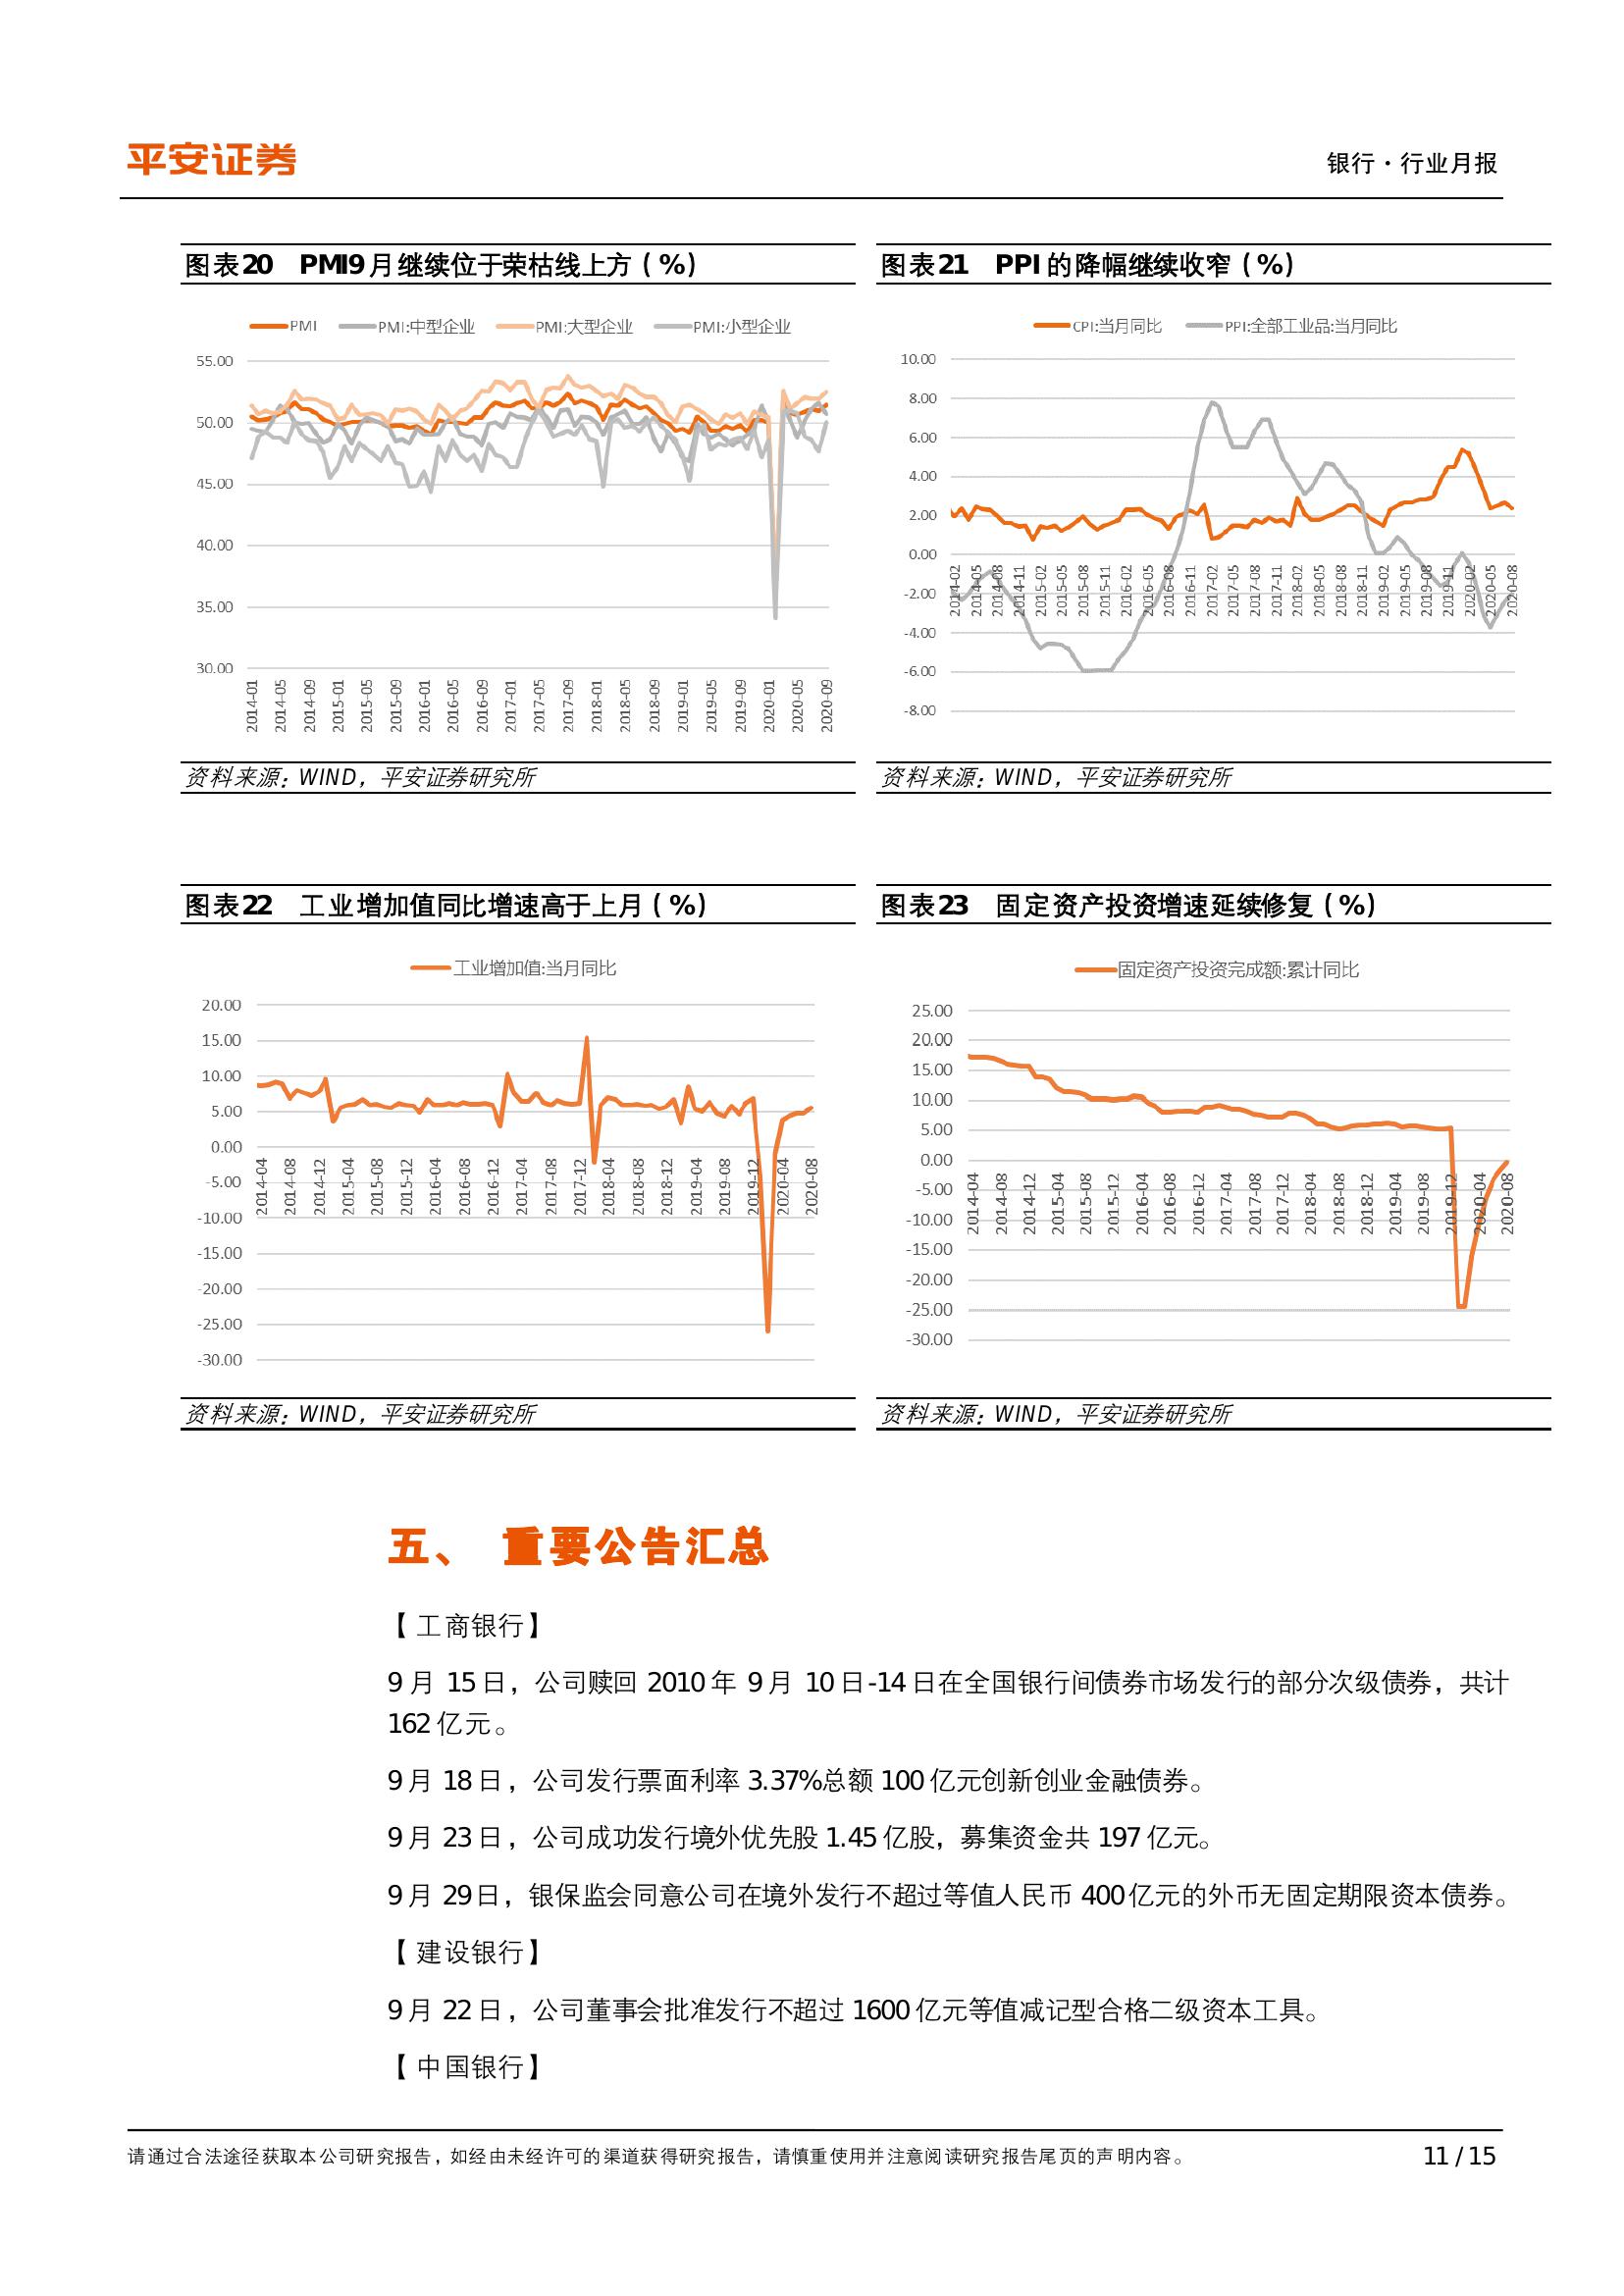 平安证券
银行·行业月报
图表20 PMI9月继续位于荣枯线上方(%)
PMI PMI:中型企业 PMI:大型企业 PMI:小型企业
55.00
50.00
45.00
40.00
35.00
30.00
2014-01 2014-05 2014-09 2015-01 2015-05 2015-09 2016-01 2016-05 2016-09 2017-01 2017-05 2017-09 2018-01 2018-05 2018-09 2019-01 2019-05 2019-09 2020-01 2020-05 2020-09
资料来源:WIND,平安证券研究所
图表21 PPI的降幅继续收窄(%)
CPI:当月同比 PPI:全部工业品:当月同比
10.00
8.00
6.00
4.00
2.00
0.00
-2.00
-4.00
-6.00
-8.00
2014-02 2014-05 2014-08 2014-11 2015-02 2015-05 2015-08 2015-11 2016-02 2016-05 2016-08 2016-11 2017-02 2017-05 2017-08 2017-11 2018-02 2018-05 2018-08 2018-11 2019-02 2019-05 2019-08 2019-11 2020-02 2020-05 2020-08
资料来源:WIND,平安证券研究所
图表22 工业增加值同比增速高于上月(%)
工业增加值:当月同比
20.00
15.00
10.00
5.00
0.00
-5.00
-10.00
-15.00
-20.00
-25.00
-30.00
2014-04 2014-08 2014-12 2015-04 2015-08 2015-12 2016-04 2016-08 2016-12 2017-04 2017-08 2017-12 2018-04 2018-08 2018-12 2019-04 2019-08 2019-12 2020-04 2020-08
资料来源:WIND,平安证券研究所
图表23 固定资产投资增速延续修复(%)
固定资产投资完成额:累计同比
25.00
20.00
15.00
10.00
5.00
0.00
-5.00
-10.00
-15.00
-20.00
-25.00
-30.00
2014-04 2014-08 2014-12 2015-04 2015-08 2015-12 2016-04 2016-08 2016-12 2017-04 2017-08 2017-12 2018-04 2018-08 2018-12 2019-04 2019-08 2019-12 2020-04 2020-08
资料来源:WIND,平安证券研究所
五、 重要公告汇总
【工商银行】
9月15日,公司赎回2010年9月10日-14日在全国银行间债券市场发行的部分次级债券,共计
162亿元。
9月18日,公司发行票面利率3.37%总额100亿元创新创业金融债券。
9月23日,公司成功发行境外优先股1.45亿股,募集资金共197亿元。
9月29日,银保监会同意公司在境外发行不超过等值人民币400亿元的外币无固定期限资本债券。
【建设银行】
9月22日,公司董事会批准发行不超过1600亿元等值减记型合格二级资本工具。
【中国银行】
请通过合法途径获取本公司研究报告,如经由未经许可的渠道获得研究报告,请慎重使用并注意阅读研究报告尾页的声明内容。
11 / 15